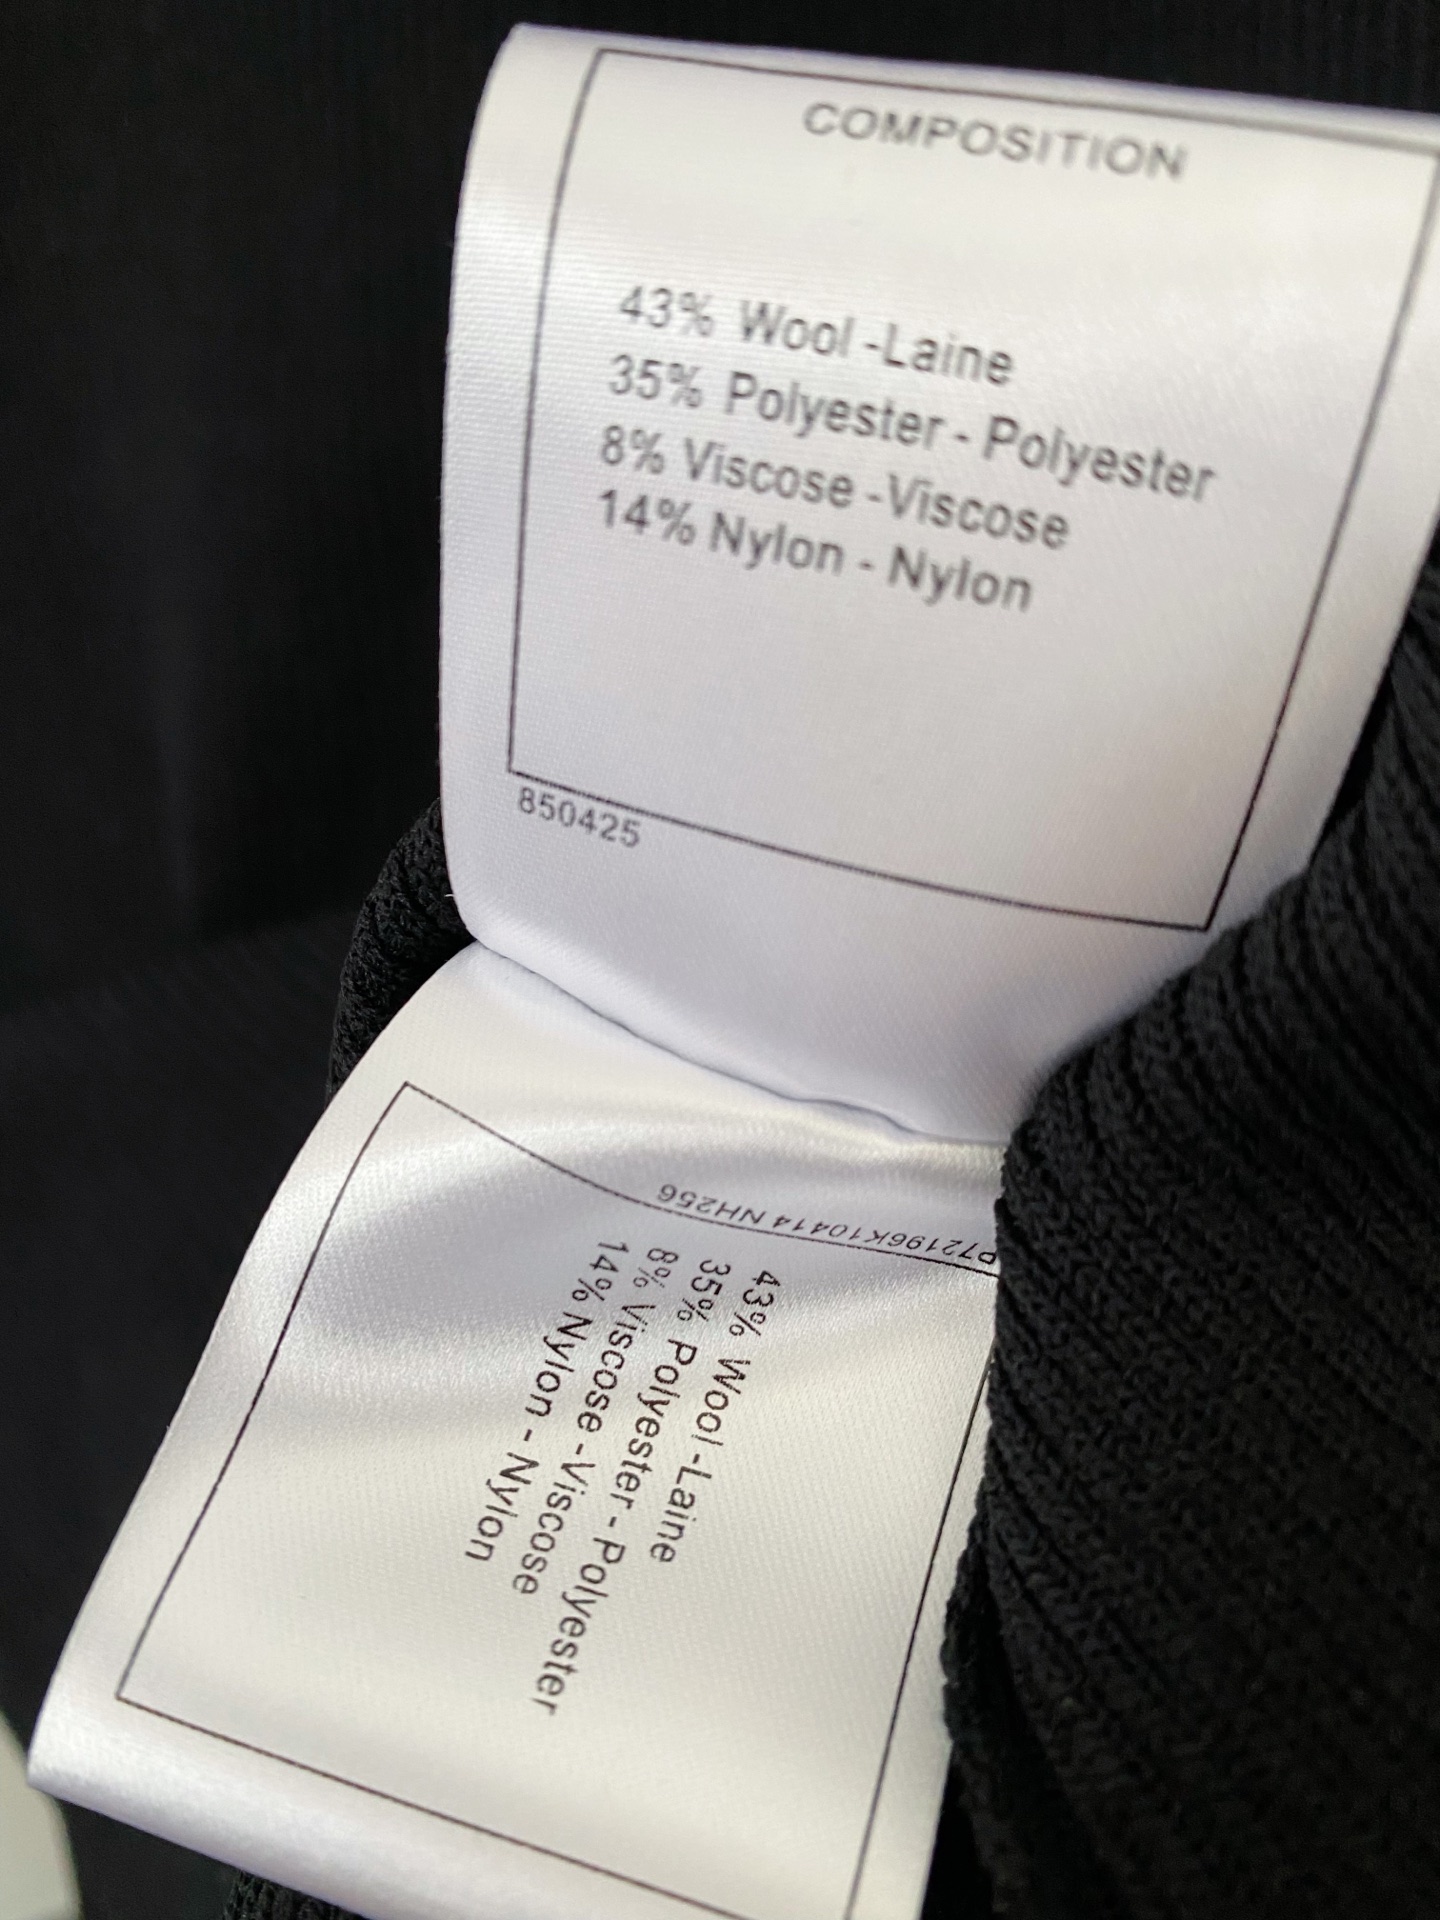 COMPOSITION
43% Wool -Laine
35% Polyester - Polyester
8% Viscose -Viscose
14% Nylon - Nylon
850425
P72196K10414 NH256
43% Wool -Laine
35% Polyester - Polyester
8% Viscose - Viscose
14% Nylon - Nylon